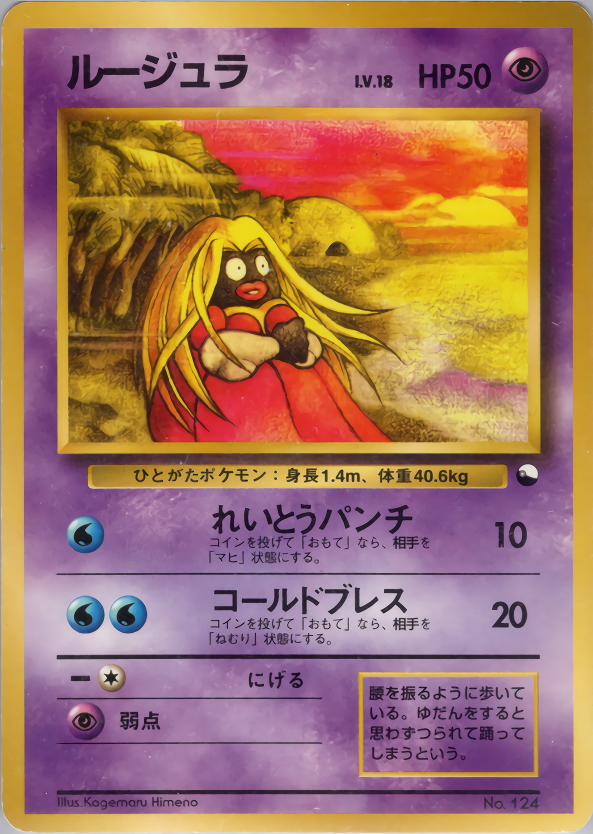 ルージュラ LV.18 HP50
ひとがたポケモン：身長1.4m、体重40.6kg
れいとうパンチ 10
コインを投げて「おもて」なら、相手を
「マヒ」状態にする。
コールドブレス 20
コインを投げて「おもて」なら、相手を
「ねむり」状態にする。
にげる
弱点
腰を振るように歩いて
いる。ゆだんをすると
思わずつられて踊って
しまうという。
Illus.Kagemaru Himeno No. 124